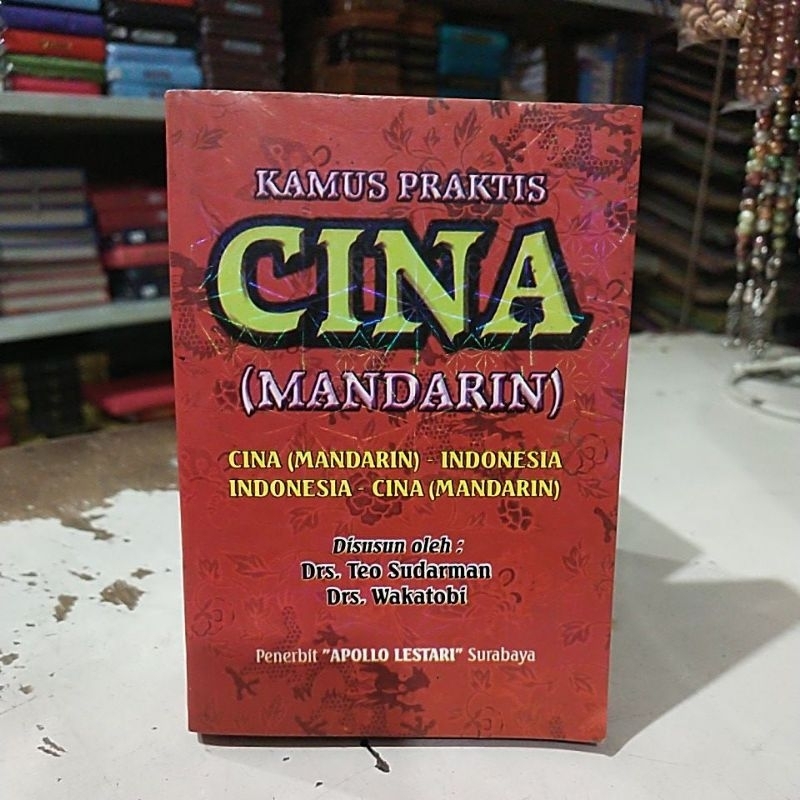 KAMUS PRAKTIS
CINA
(MANDARIN)
CINA (MANDARIN) - INDONESIA
INDONESIA - CINA (MANDARIN)
Disusun oleh :
Drs. Teo Sudarman
Drs. Wakatobi
Penerbit "APOLLO LESTARI" Surabaya